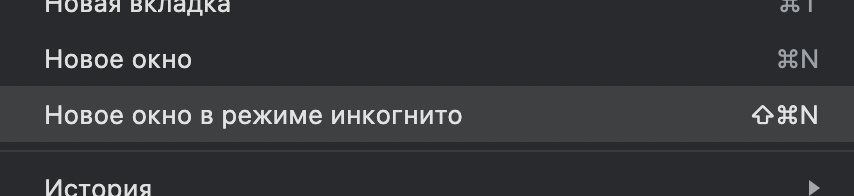 Новая вкладка ⌘T
Новое окно ⌘N
Новое окно в режиме инкогнито ⇧⌘N
История